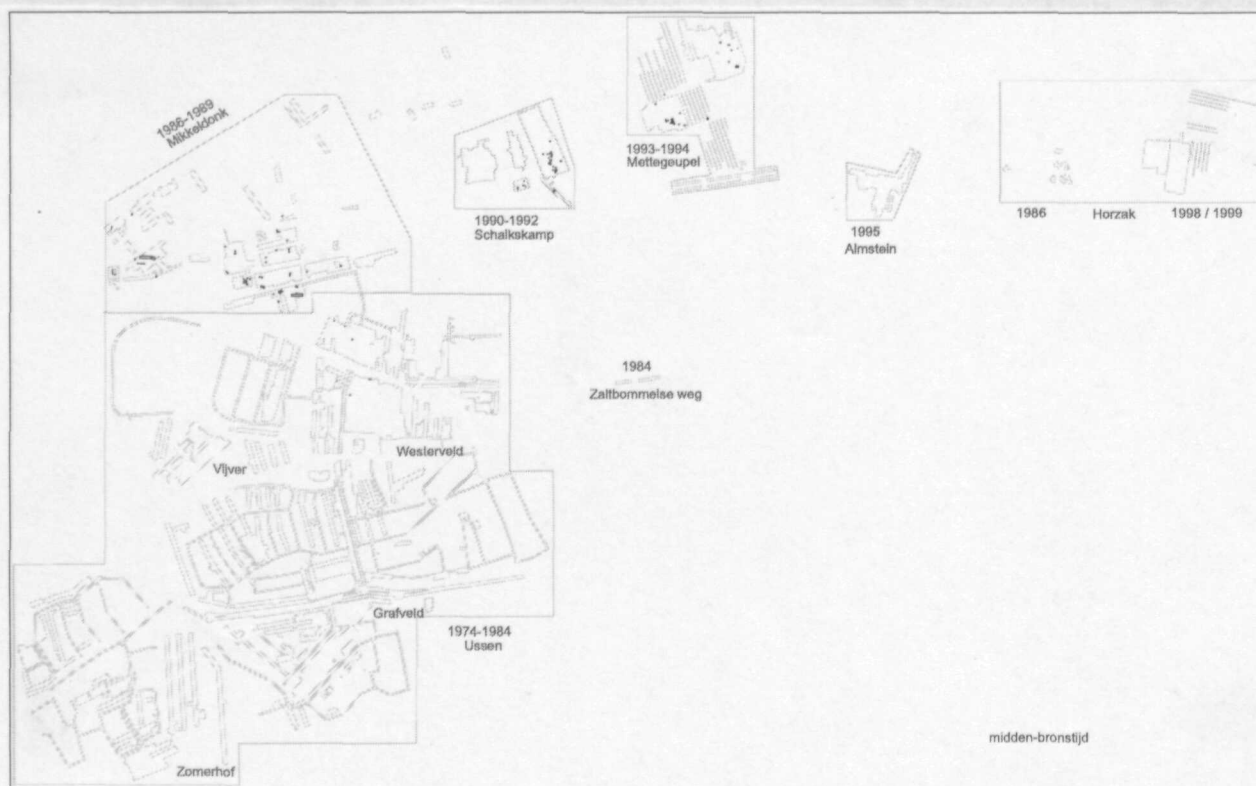 1986-1989
Mikkeldonk
1990-1992
Schalkskamp
1993-1994
Mettegeupel
1995
Almstein
1986 Horzak 1998 / 1999
1984
Zaltbommelse weg
Vijver
Westerveld
Grafveld
1974-1984
Ussen
Zomerhof
midden-bronstijd